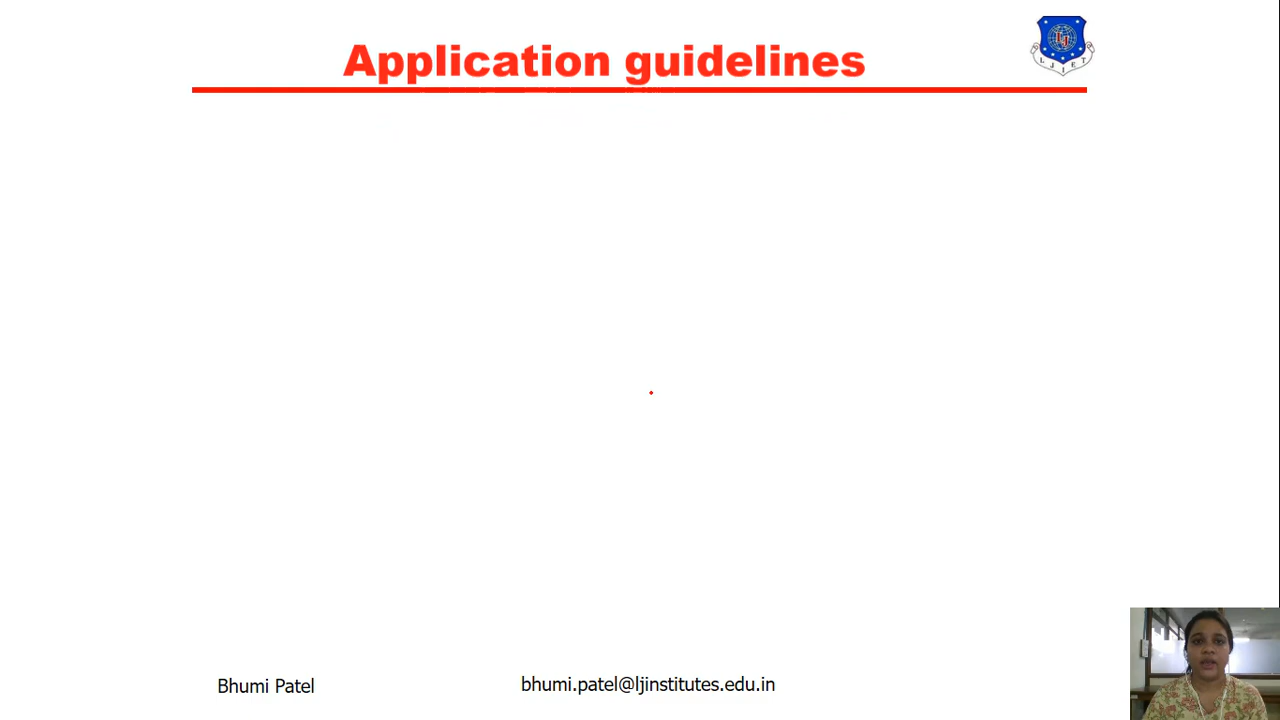 Application guidelines
L J I E T
Bhumi Patel
bhumi.patel@ljinstitutes.edu.in